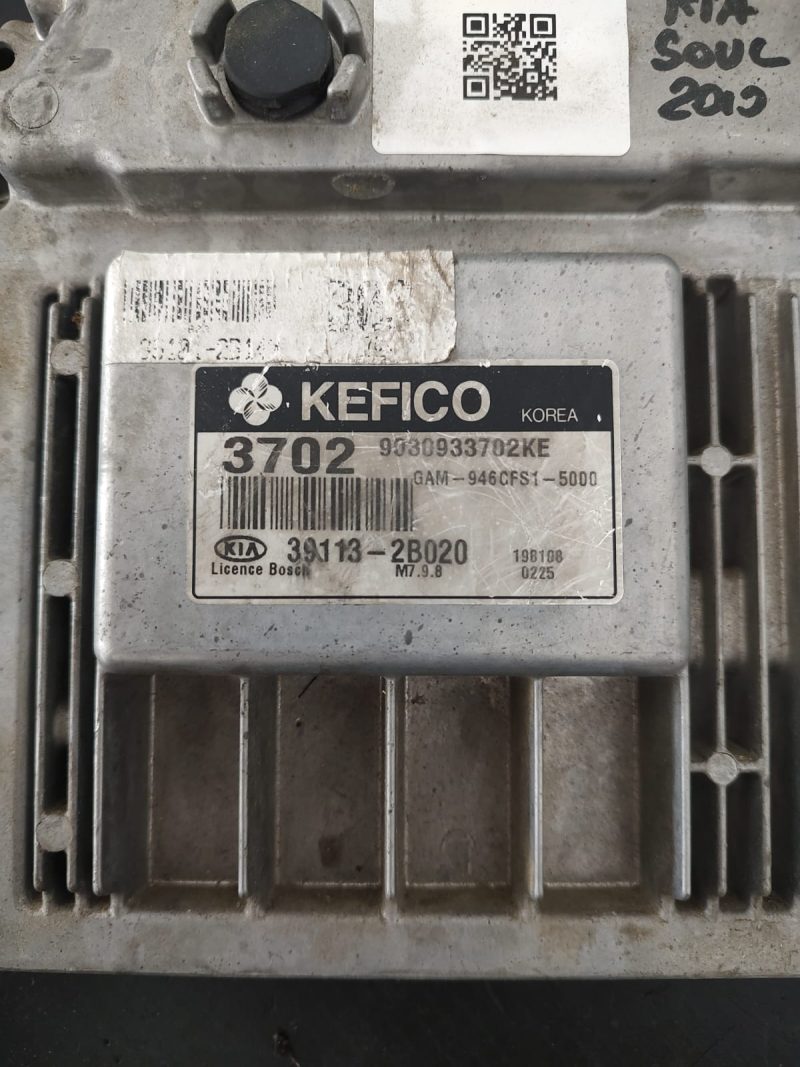 KIA
SOUL
2010
KEFICO KOREA
3702 9030933702KE
GAM-946CFS1-5000
KIA 39113-2B020 198108
Licence Bosch M7.9.8 0225